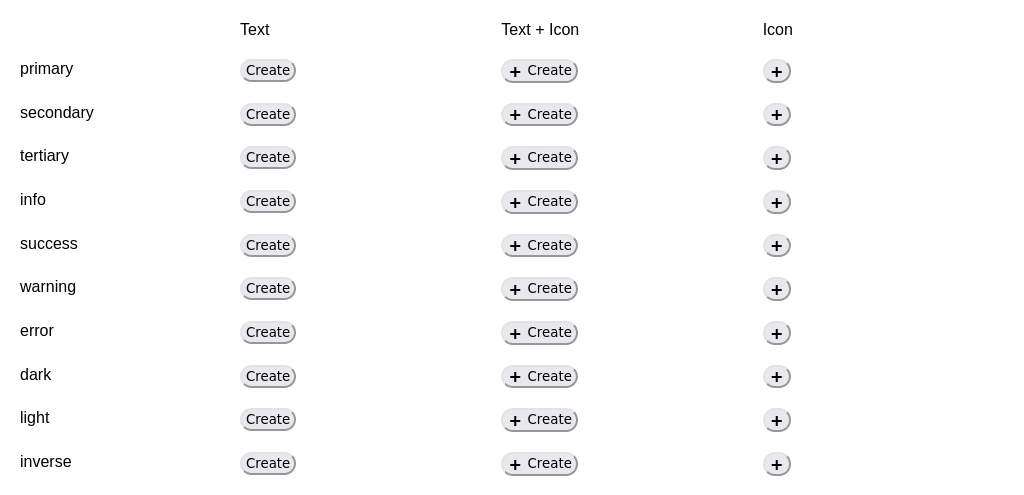 Text Text + Icon Icon
primary Create + Create +
secondary Create + Create +
tertiary Create + Create +
info Create + Create +
success Create + Create +
warning Create + Create +
error Create + Create +
dark Create + Create +
light Create + Create +
inverse Create + Create +